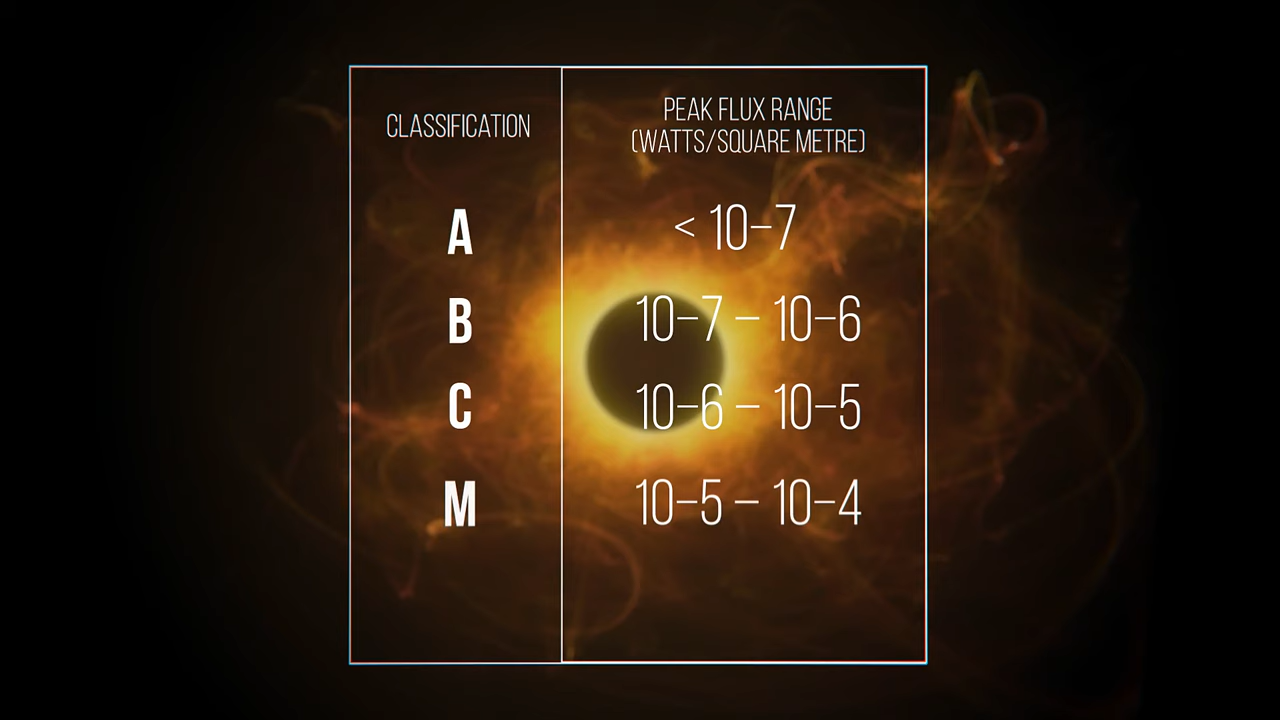 CLASSIFICATION
PEAK FLUX RANGE
(WATTS/SQUARE METRE)
A
< 10–7
B
10–7 – 10–6
C
10–6 – 10–5
M
10–5 – 10–4